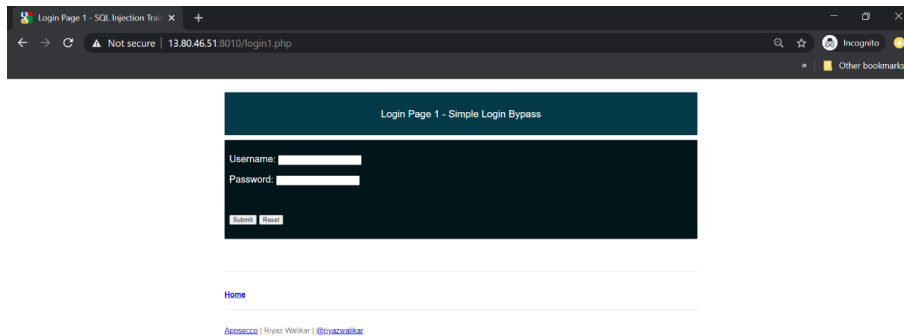 Login Page 1 - SQL Injection Trai
Not secure | 13.80.46.51:8010/login1.php
Incognito
» Other bookmarks
Login Page 1 - Simple Login Bypass
Username:
Password:
Submit Reset
Home
Appsecco | Riyaz Walikar | @riyazwalikar